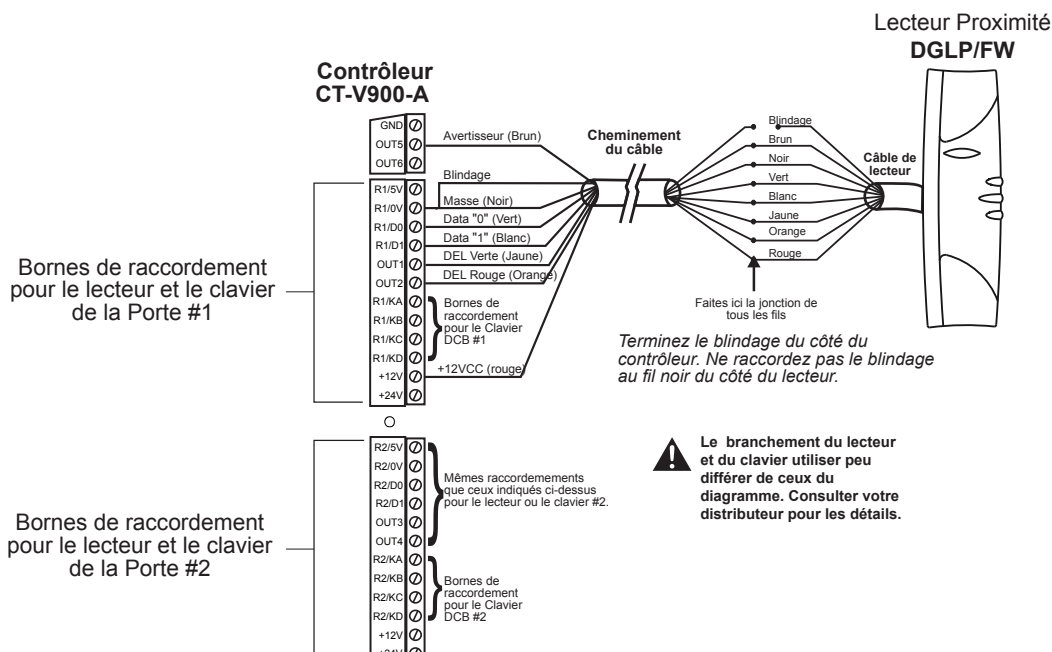 Lecteur Proximité
DGLP/FW
Contrôleur
CT-V900-A
GND
OUT5
OUT6
R1/5V
R1/0V
R1/D0
R1/D1
OUT1
OUT2
R1/KA
R1/KB
R1/KC
R1/KD
+12V
+24V
Avertisseur (Brun)
Blindage
Masse (Noir)
Data "0" (Vert)
Data "1" (Blanc)
DEL Verte (Jaune)
DEL Rouge (Orange)
Bornes de
raccordement
pour le Clavier
DCB #1
+12VCC (rouge)
Cheminement
du câble
Blindage
Brun
Noir
Vert
Blanc
Jaune
Orange
Rouge
Câble de
lecteur
Faites ici la jonction de
tous les fils
Terminez le blindage du côté du
contrôleur. Ne raccordez pas le blindage
au fil noir du côté du lecteur.
Bornes de raccordement
pour le lecteur et le clavier
de la Porte #1
Le branchement du lecteur
et du clavier utiliser peu
différer de ceux du
diagramme. Consulter votre
distributeur pour les détails.
R2/5V
R2/0V
R2/D0
R2/D1
OUT3
OUT4
R2/KA
R2/KB
R2/KC
R2/KD
+12V
+24V
Mêmes raccordemements
que ceux indiqués ci-dessus
pour le lecteur ou le clavier #2.
Bornes de
raccordement
pour le Clavier
DCB #2
Bornes de raccordement
pour le lecteur et le clavier
de la Porte #2